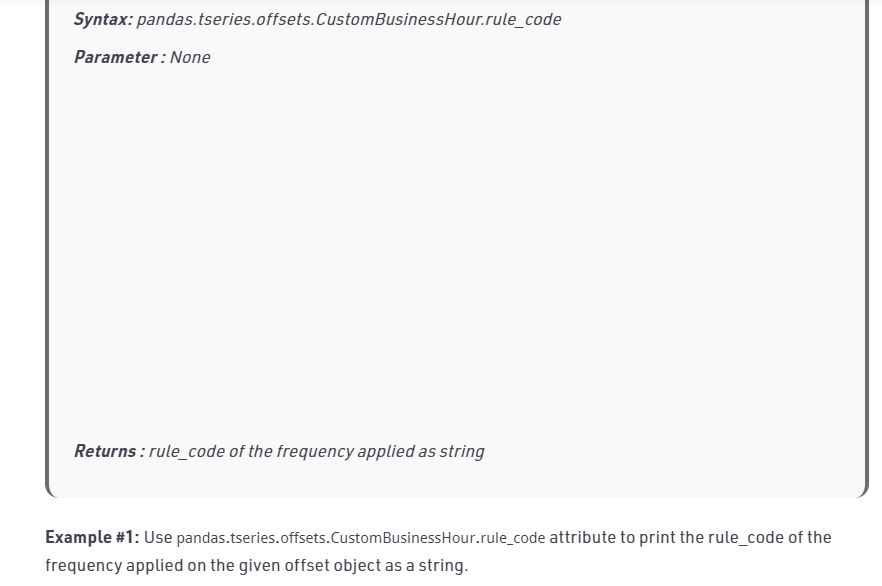 Syntax: pandas.tseries.offsets.CustomBusinessHour.rule_code
Parameter : None
Returns : rule_code of the frequency applied as string
Example #1: Use pandas.tseries.offsets.CustomBusinessHour.rule_code attribute to print the rule_code of the
frequency applied on the given offset object as a string.